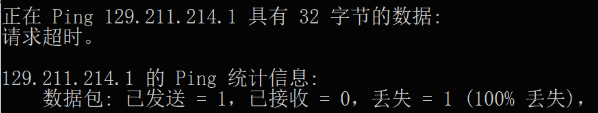 正在 Ping 129.211.214.1 具有 32 字节的数据:
请求超时。
129.211.214.1 的 Ping 统计信息:
数据包: 已发送 = 1，已接收 = 0，丢失 = 1 (100% 丢失)，